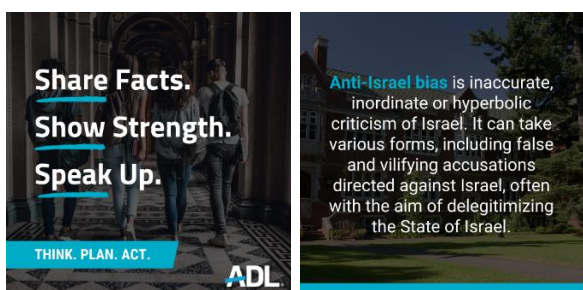 Share Facts.
Show Strength.
Speak Up.
THINK. PLAN. ACT.
ADL
Anti-Israel bias is inaccurate,
inordinate or hyperbolic
criticism of Israel. It can take
various forms, including false
and vilifying accusations
directed against Israel, often
with the aim of delegitimizing
the State of Israel.